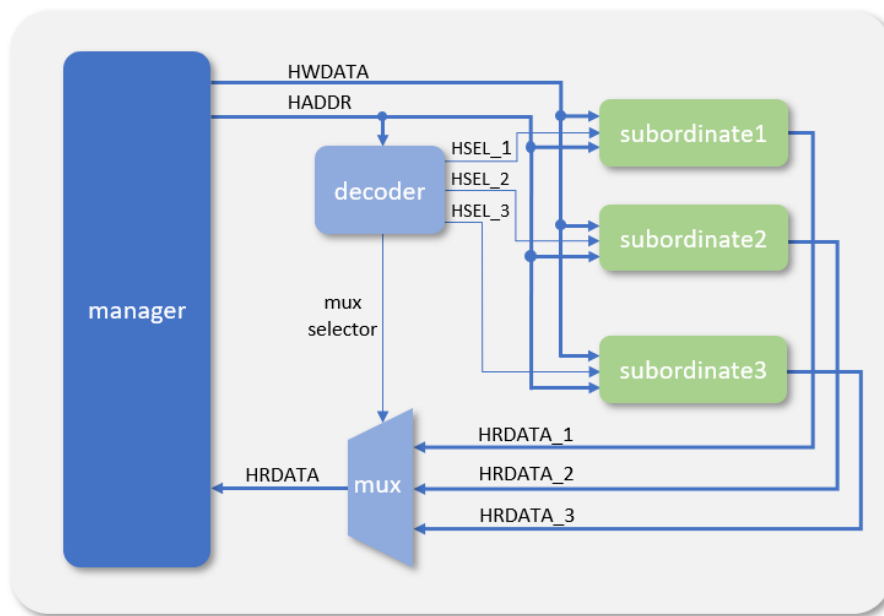 HWDATA
HADDR
subordinate1
HSEL_1
decoder
HSEL_2
HSEL_3
subordinate2
manager
mux
selector
subordinate3
HRDATA_1
HRDATA
mux
HRDATA_2
HRDATA_3